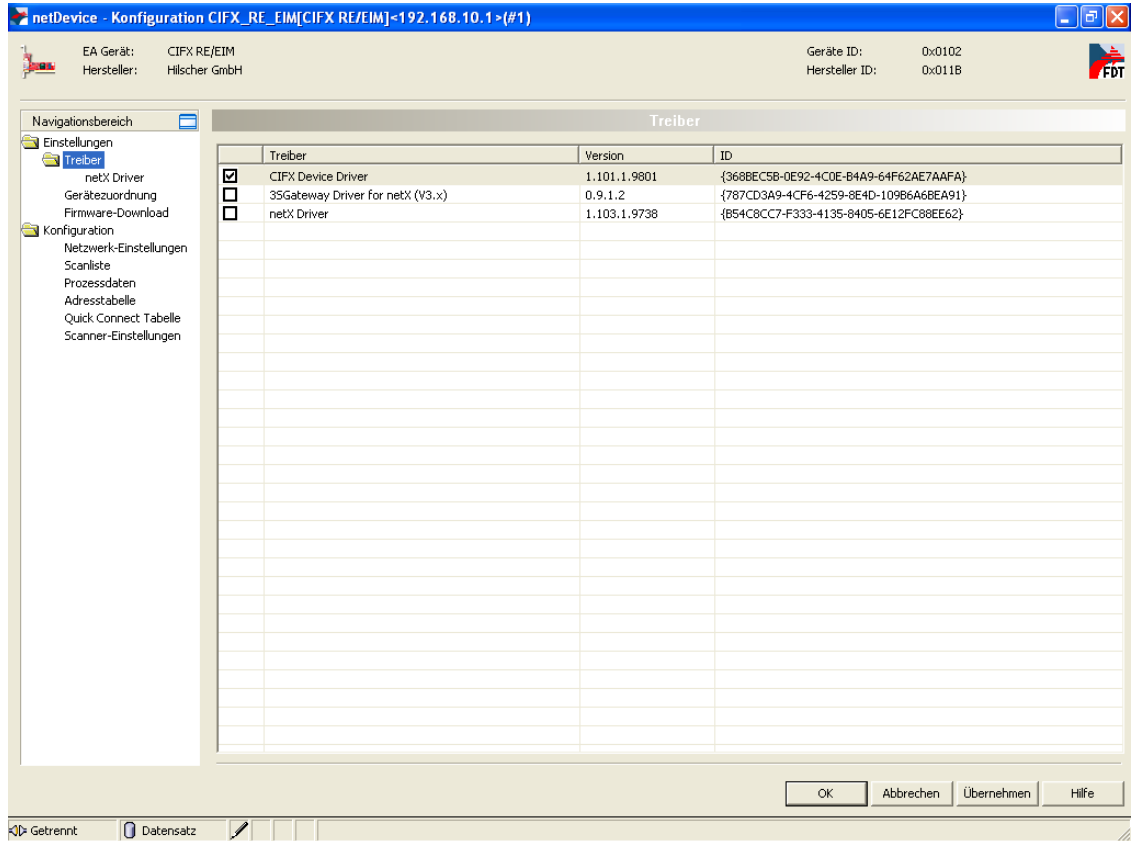 netDevice - Konfiguration CIFX_RE_EIM[CIFX RE/EIM]<192.168.10.1>(#1)
EA Gerät: CIFX RE/EIM Geräte ID: 0x0102
Hersteller: Hilscher GmbH Hersteller ID: 0x011B
FDT
Navigationsbereich
Einstellungen
Treiber
netX Driver
Gerätezuordnung
Firmware-Download
Konfiguration
Netzwerk-Einstellungen
Scanliste
Prozessdaten
Adresstabelle
Quick Connect Tabelle
Scanner-Einstellungen
Treiber
Treiber Version ID
CIFX Device Driver 1.101.1.9801 {368BEC5B-0E92-4C0E-B4A9-64F62AE7AAFA}
3SGateway Driver for netX (V3.x) 0.9.1.2 {787CD3A9-4CF6-4259-8E4D-109B6A6BEA91}
netX Driver 1.103.1.9738 {B54C8CC7-F333-4135-8405-6E12FC88EE62}
OK Abbrechen Übernehmen Hilfe
Getrennt Datensatz